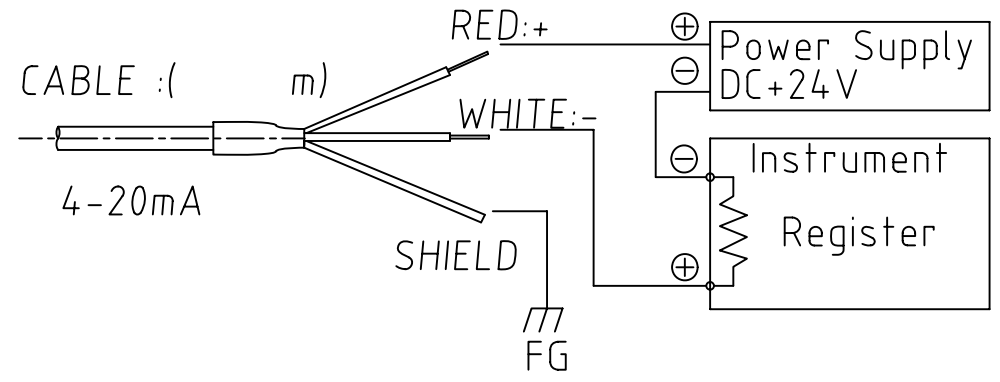 RED:+
CABLE :(      m)
WHITE:-
4-20mA
SHIELD
FG
+
Power Supply
-
DC+24V
-
Instrument
Register
+